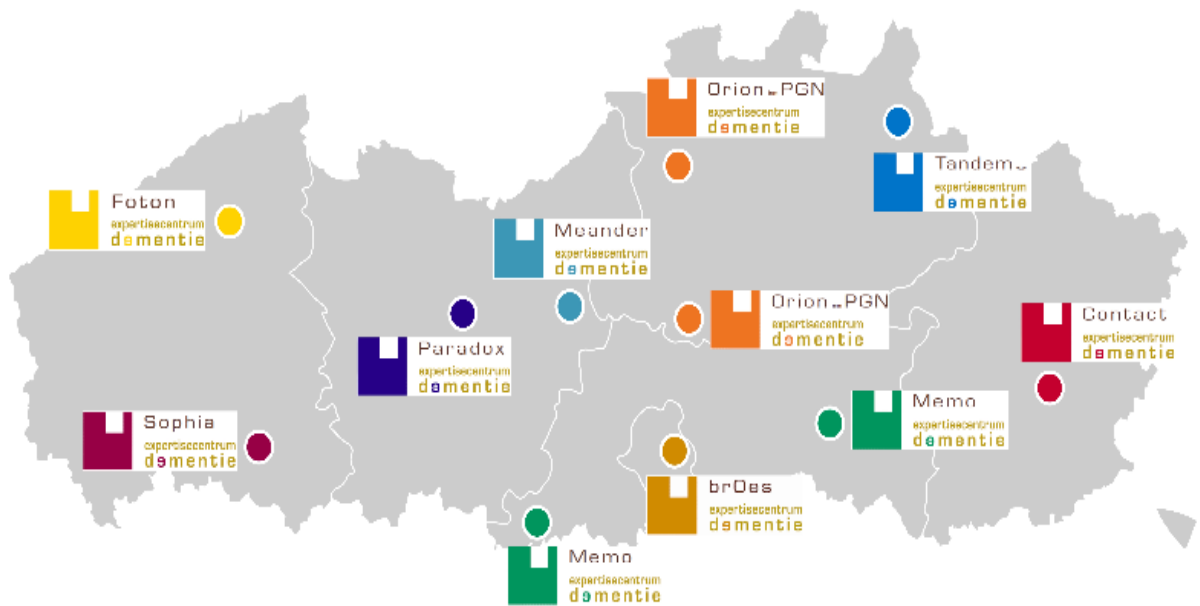 Orion PGN
expertisecentrum
dementie
Tandem
expertisecentrum
dementie
Foton
expertisecentrum
dementie
Meander
expertisecentrum
dementie
Orion PGN
expertisecentrum
dementie
Contact
expertisecentrum
dementie
Paradox
expertisecentrum
dementie
Memo
expertisecentrum
dementie
Sophia
expertisecentrum
dementie
brOes
expertisecentrum
dementie
Memo
expertisecentrum
dementie